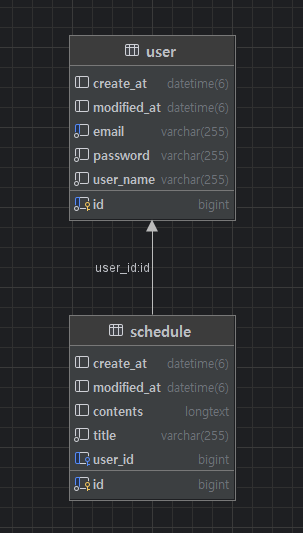 user
create_at datetime(6)
modified_at datetime(6)
email varchar(255)
password varchar(255)
user_name varchar(255)
id bigint
user_id:id
schedule
create_at datetime(6)
modified_at datetime(6)
contents longtext
title varchar(255)
user_id bigint
id bigint